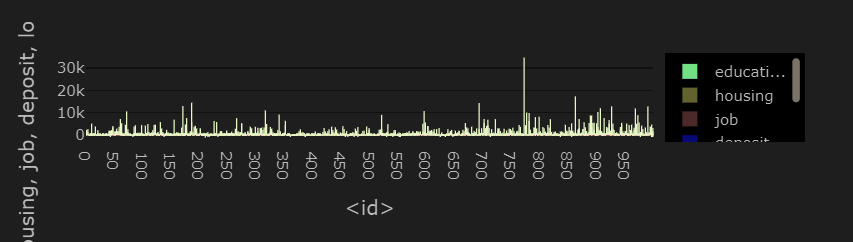 ousing, job, deposit, lo
30k
20k
10k
0
0 50 100 150 200 250 300 350 400 450 500 550 600 650 700 750 800 850 900 950
<id>
educati...
housing
job
deposit